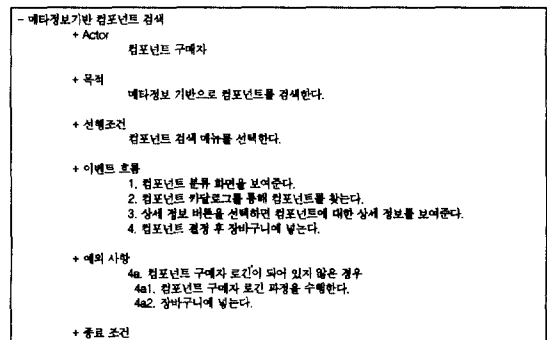 - 메타정보기반 컴포넌트 검색
+ Actor
컴포넌트 구매자
+ 목적
메타정보 기반으로 컴포넌트를 검색한다.
+ 선행조건
컴포넌트 검색 메뉴를 선택한다.
+ 이벤트 흐름
1. 컴포넌트 분류 화면을 보여준다.
2. 컴포넌트 카달로그를 통해 컴포넌트를 찾는다.
3. 상세 정보 버튼을 선택하면 컴포넌트에 대한 상세 정보를 보여준다.
4. 컴포넌트 결정 후 장바구니에 넣는다.
+ 예외 사항
4a. 컴포넌트 구매자 로긴이 되어 있지 않은 경우
4a1. 컴포넌트 구매자 로긴 과정을 수행한다.
4a2. 장바구니에 넣는다.
+ 종료 조건